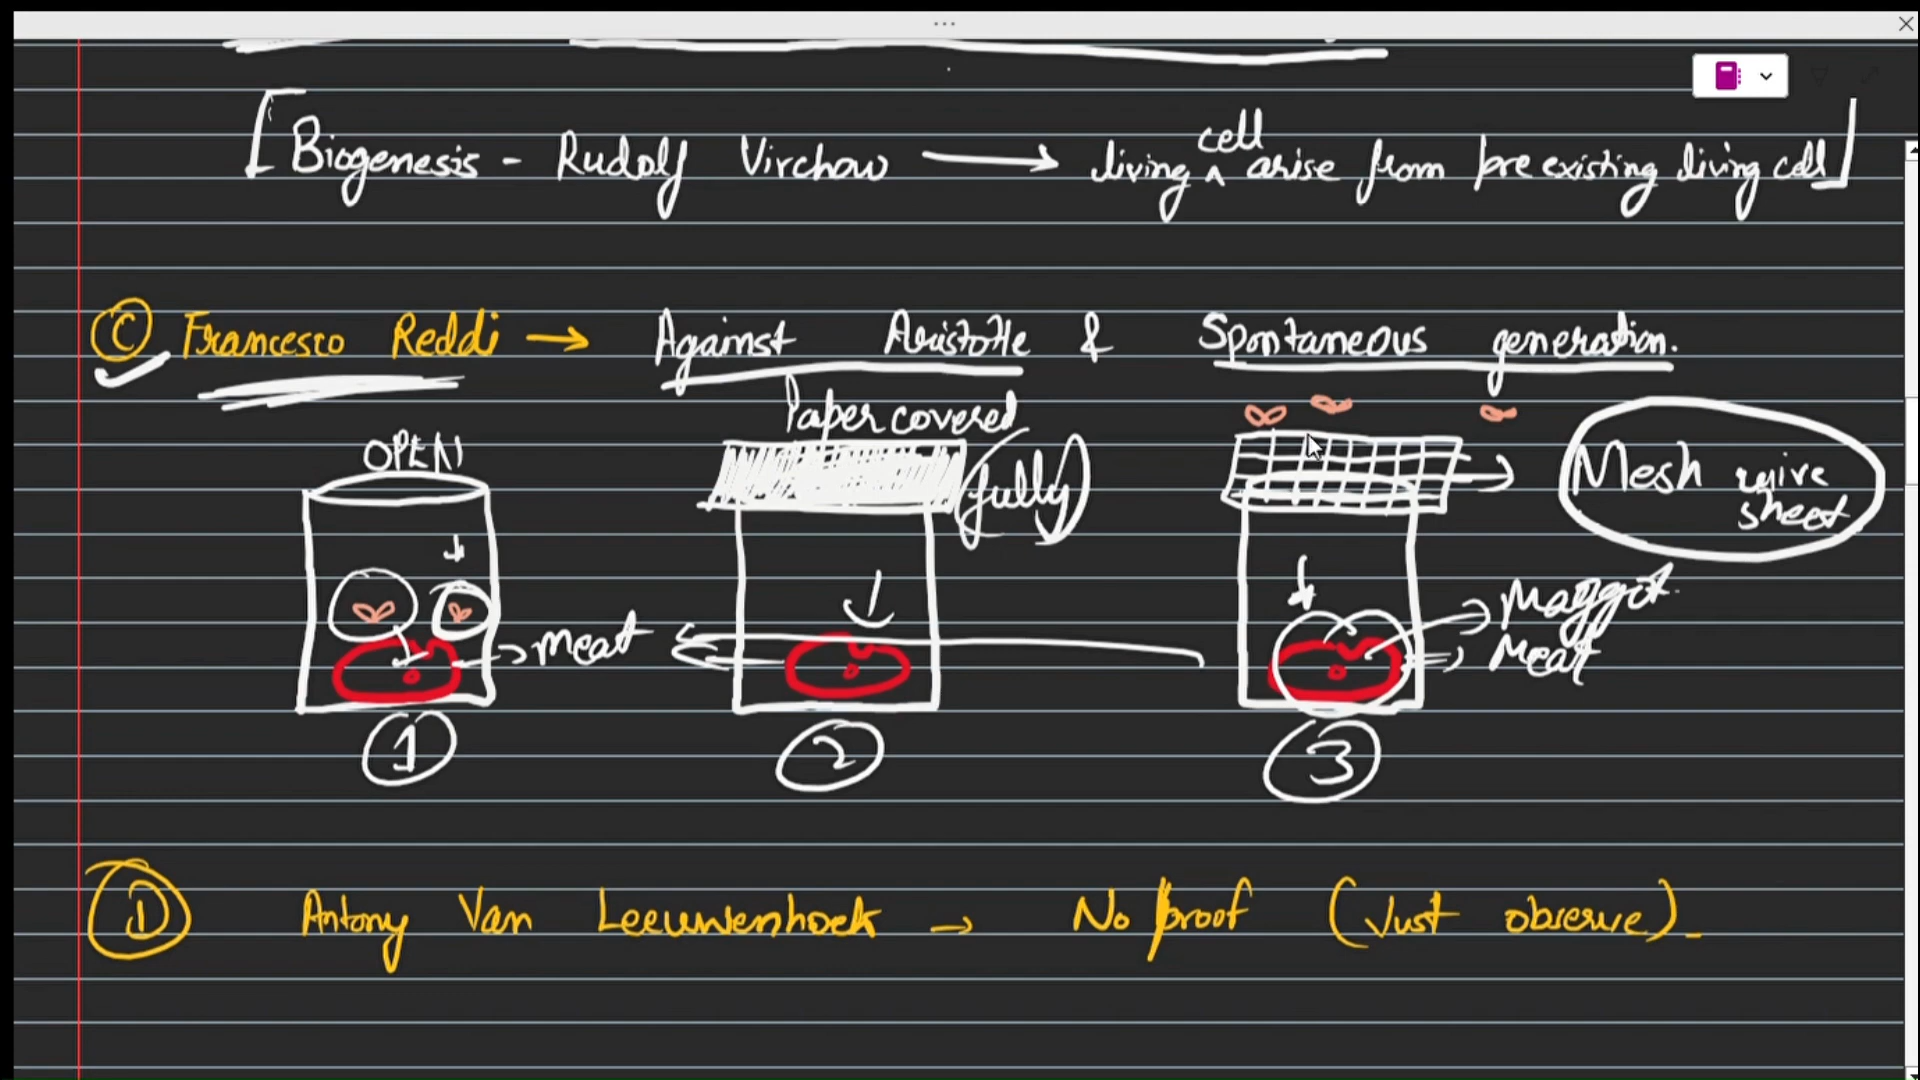 Biogenesis - Rudolf Virchow → living cell arise from pre existing living cell
C Francesco Reddi → Against Aristotle & Spontaneous generation.
OPEN
Paper covered
fully
Mesh wire sheet
meat
Maggot
Meat
1 2 3
D Antony Van Leeuwenhoek → No proof (Just observe).